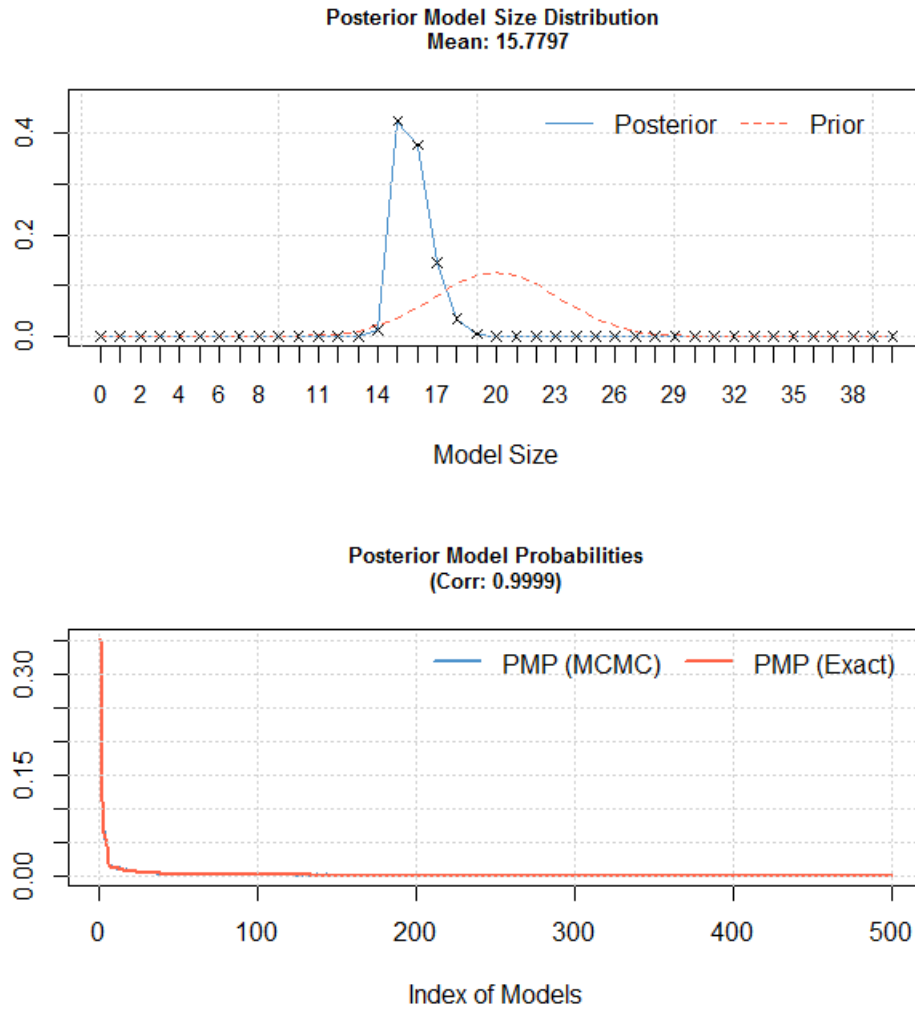 Posterior Model Size Distribution
Mean: 15.7797
Posterior Prior
0.4
0.2
0.0
0 2 4 6 8 11 14 17 20 23 26 29 32 35 38
Model Size
Posterior Model Probabilities
(Corr: 0.9999)
PMP (MCMC) PMP (Exact)
0.30
0.15
0.00
0 100 200 300 400 500
Index of Models